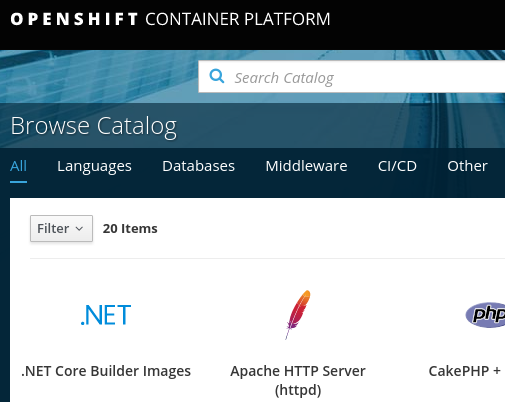 OPENSHIFT CONTAINER PLATFORM
Search Catalog
Browse Catalog
All Languages Databases Middleware CI/CD Other
Filter 20 Items
.NET php
.NET Core Builder Images Apache HTTP Server CakePHP +
(httpd)